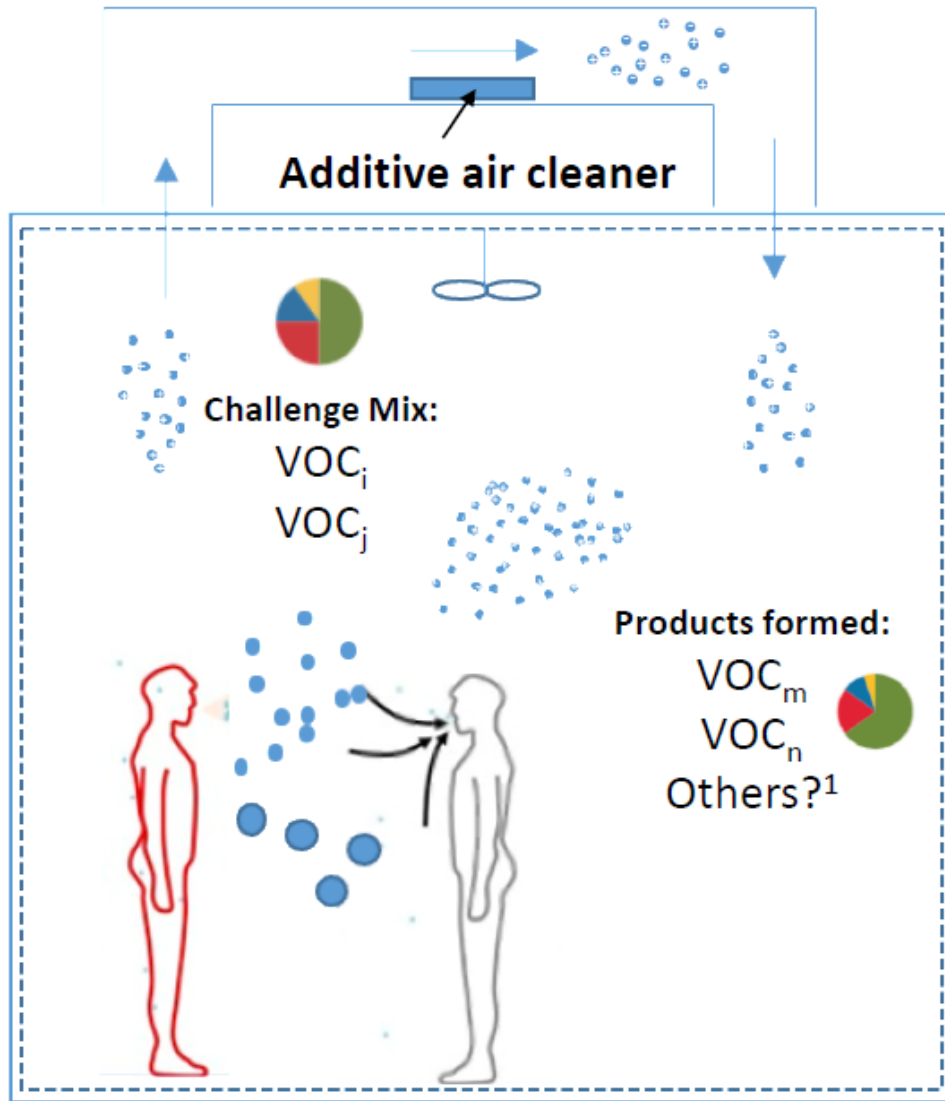 Additive air cleaner
Challenge Mix:
VOCi
VOCj
Products formed:
VOCm
VOCn
Others?1